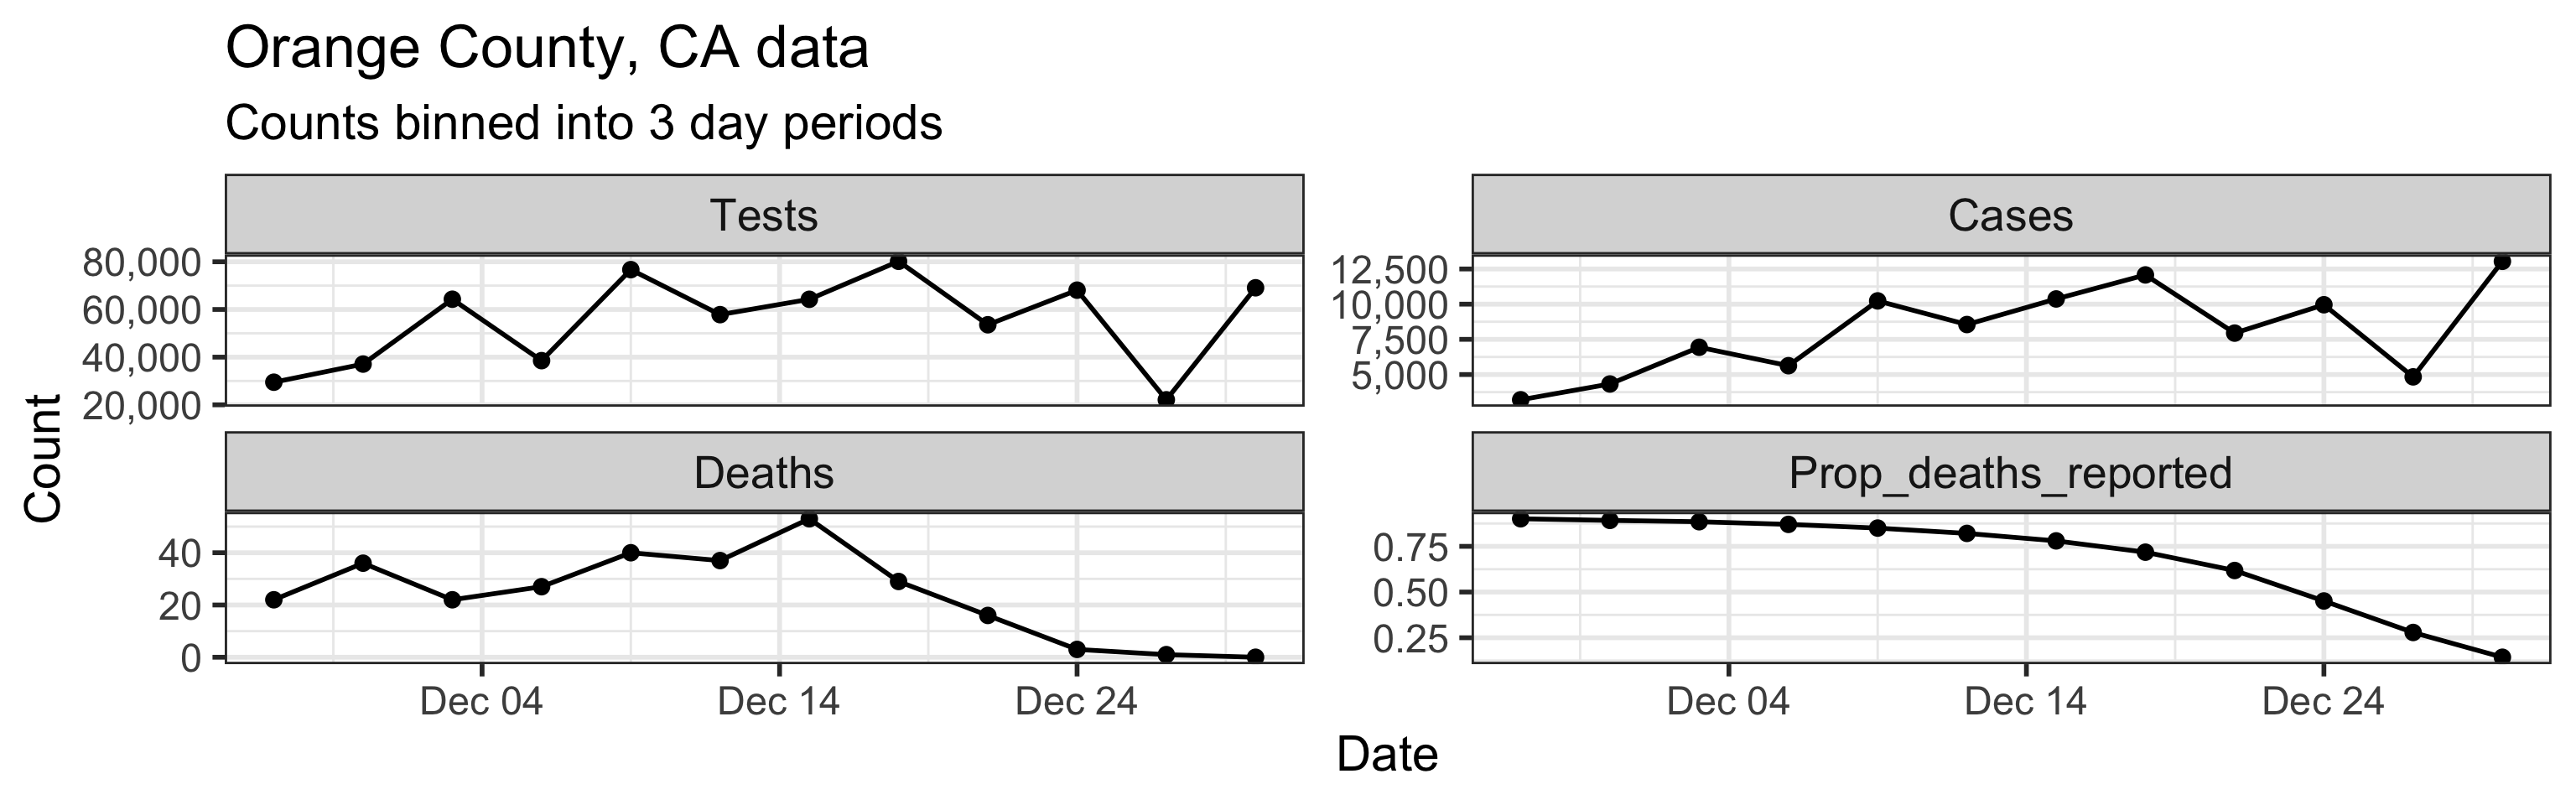 Orange County, CA data
Counts binned into 3 day periods
Tests
Cases
80,000
60,000
40,000
20,000
12,500
10,000
7,500
5,000
Deaths
Prop_deaths_reported
40
20
0
0.75
0.50
0.25
Dec 04
Dec 14
Dec 24
Dec 04
Dec 14
Dec 24
Count
Date